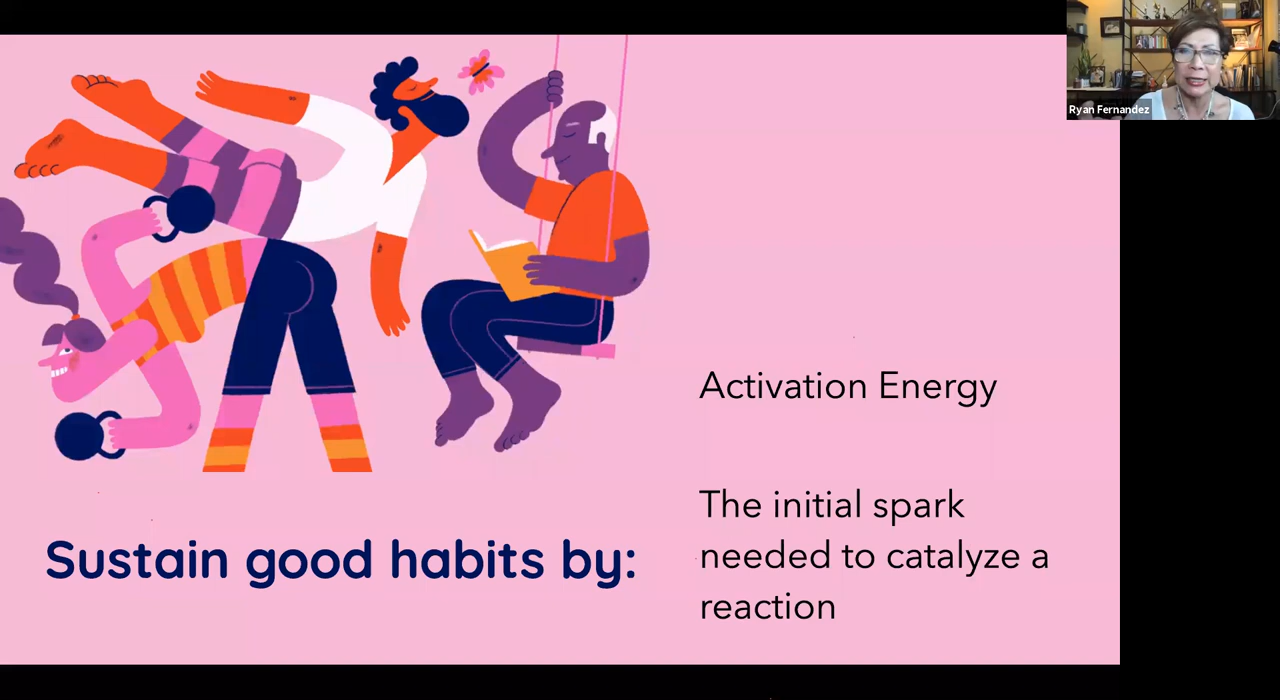 Ryan Fernandez
Activation Energy
The initial spark
needed to catalyze a
reaction
Sustain good habits by: